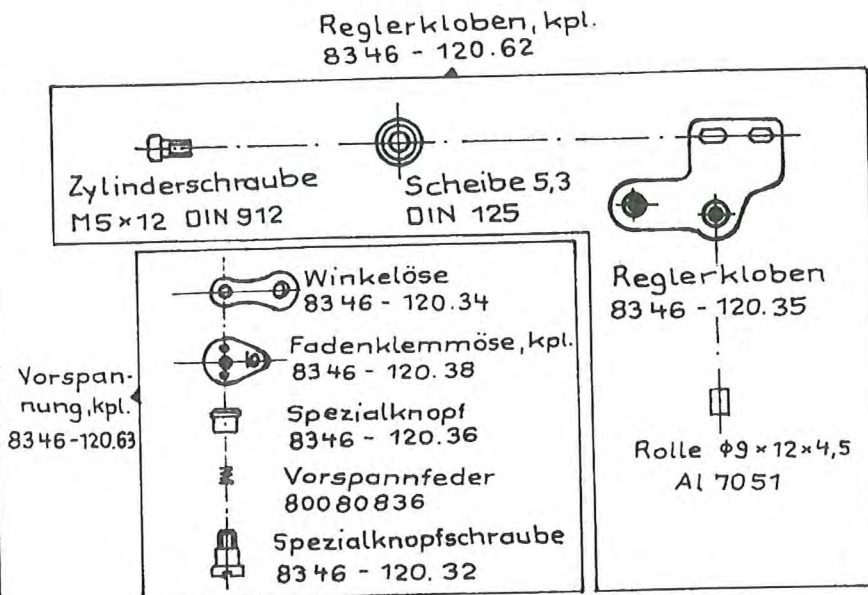 Reglerkloben, kpl.
8346 - 120.62
Zylinderschraube
M5×12 DIN 912
Scheibe 5,3
DIN 125
Reglerkloben
8346 - 120.35
Rolle ϕ9×12×4,5
Al 7051
Vorspan-
nung, kpl.
8346-120.63
Winkelöse
8346 - 120.34
Fadenklemmöse, kpl.
8346 - 120.38
Spezialknopf
8346 - 120.36
Vorspannfeder
80080836
Spezialknopfschraube
8346 - 120.32